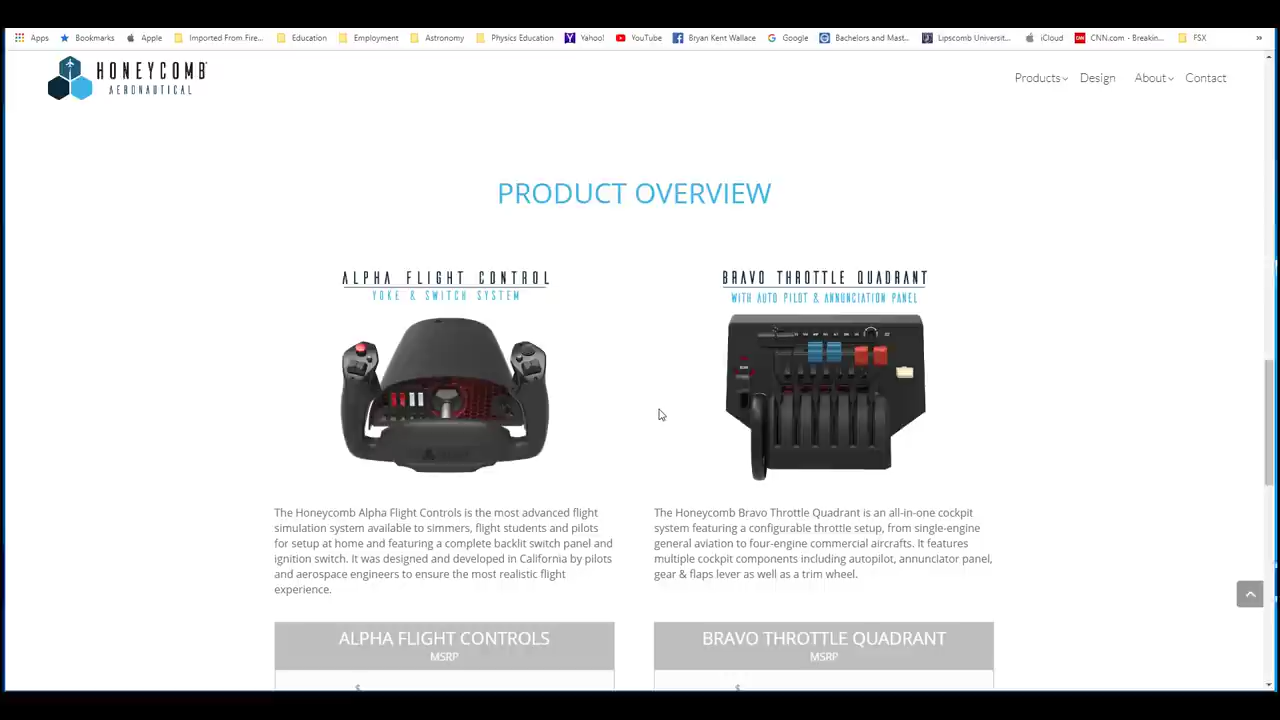 Apps Bookmarks Apple Imported From Fire... Education Employment Astronomy Physics Education Yahoo! YouTube Bryan Kent Wallace Google Bachelors and Mast... Lipscomb Universit... iCloud CNN.com - Breakin... FSX »
HONEYCOMB
AERONAUTICAL
Products Design About Contact
PRODUCT OVERVIEW
ALPHA FLIGHT CONTROL
YOKE & SWITCH SYSTEM
BRAVO THROTTLE QUADRANT
WITH AUTO PILOT & ANNUNCIATION PANEL
The Honeycomb Alpha Flight Controls is the most advanced flight
simulation system available to simmers, flight students and pilots
for setup at home and featuring a complete backlit switch panel and
ignition switch. It was designed and developed in California by pilots
and aerospace engineers to ensure the most realistic flight
experience.
The Honeycomb Bravo Throttle Quadrant is an all-in-one cockpit
system featuring a configurable throttle setup, from single-engine
general aviation to four-engine commercial aircrafts. It features
multiple cockpit components including autopilot, annunciator panel,
gear & flaps lever as well as a trim wheel.
ALPHA FLIGHT CONTROLS
MSRP
$
BRAVO THROTTLE QUADRANT
MSRP
$